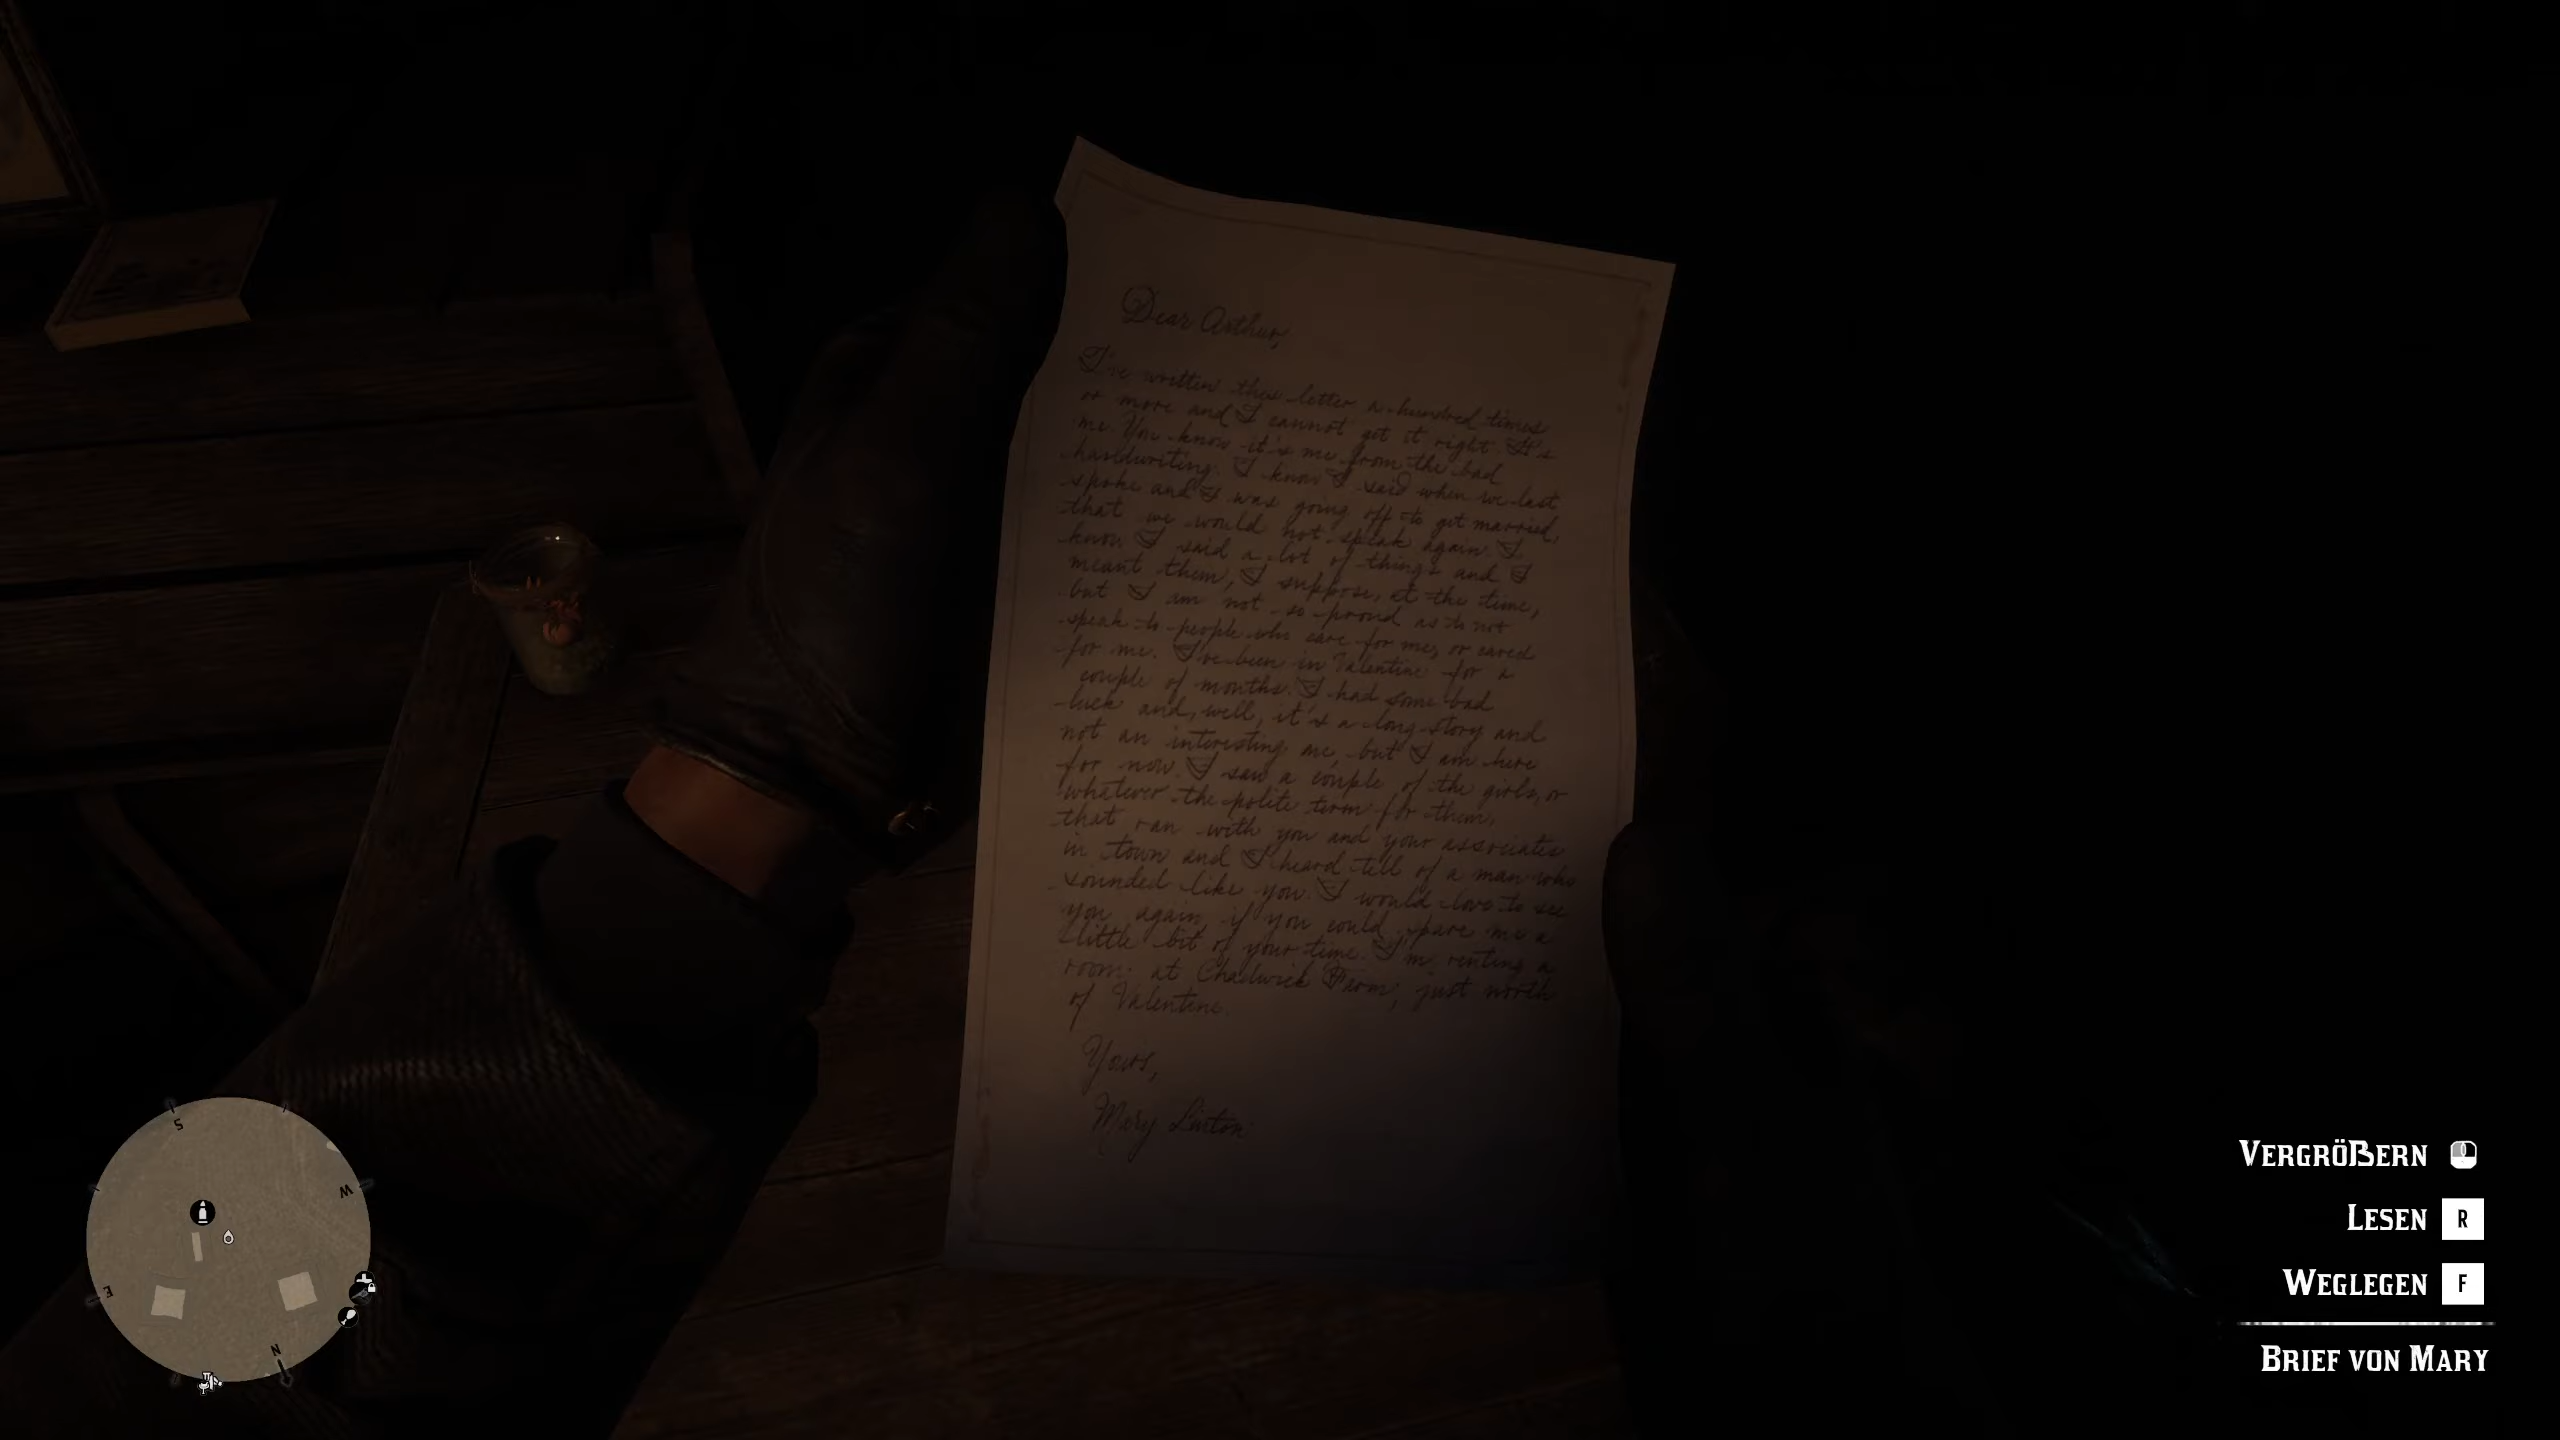 Dear Arthur,
I've written this letter a hundred times
or more and I cannot get it right. It's
me. You know it's me from the bad
handwriting. I know I said when we last
spoke and I was going off to get married,
that we would not speak again. I
know I said a lot of things and I
meant them, I suppose, at the time,
but I am not so proud as to not
speak to people who care for me, or cared
for me. I've been in Valentine for a
couple of months. I had some bad
luck and, well, it's a long story and
not an interesting one, but I am here
for now. I saw a couple of the girls, or
whatever the polite term for them,
that ran with you and your associates
in town and I heard tell of a man who
sounded like you. I would love to see
you again, if you could spare me a
little bit of your time. I'm renting a
room at Chadwick Farm, just north
of Valentine.
Yours,
Mary Linton
S
W
E
N
VERGRÖẞERN
LESEN R
WEGLEGEN F
BRIEF VON MARY